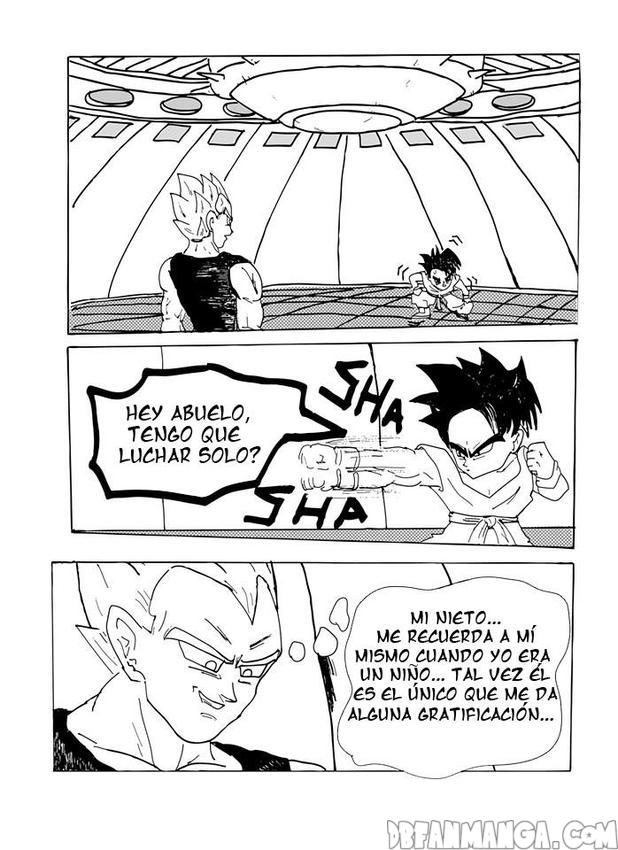 HEY ABUELO,
TENGO QUE
LUCHAR SOLO?
SHA
SHA
MI NIETO...
ME RECUERDA A MÍ
MISMO CUANDO YO ERA
UN NIÑO... TAL VEZ ÉL
ES EL ÚNICO QUE ME DA
ALGUNA GRATIFICACIÓN...
DBFANMANGA.COM